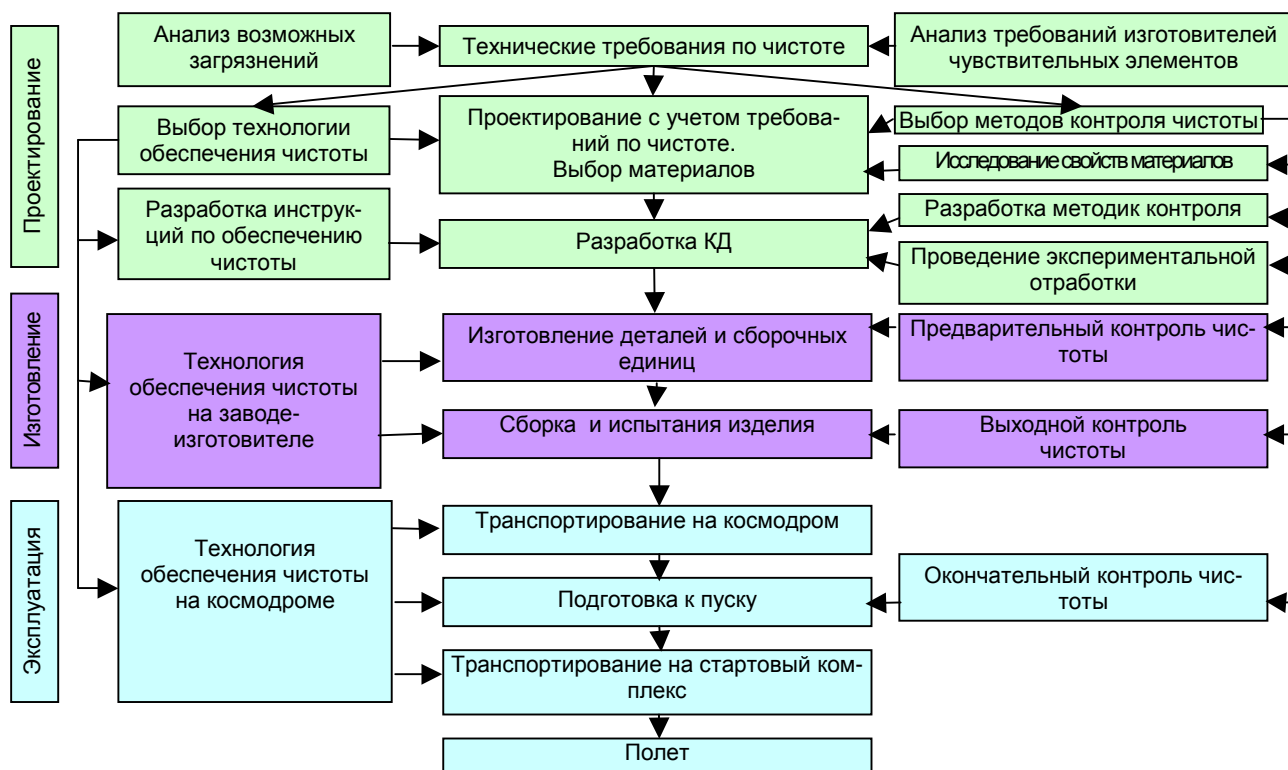 Проектирование
Анализ возможных
загрязнений
Технические требования по чистоте
Анализ требований изготовителей
чувствительных элементов
Выбор технологии
обеспечения чистоты
Проектирование с учетом требова-
ний по чистоте.
Выбор материалов
Выбор методов контроля чистоты
Исследование свойств материалов
Разработка инструк-
ций по обеспечению
чистоты
Разработка КД
Разработка методик контроля
Проведение экспериментальной
отработки
Изготовление
Технология
обеспечения чистоты
на заводе-
изготовителе
Изготовление деталей и сборочных
единиц
Предварительный контроль чис-
тоты
Сборка и испытания изделия
Выходной контроль
чистоты
Эксплуатация
Технология
обеспечения чистоты
на космодроме
Транспортирование на космодром
Подготовка к пуску
Окончательный контроль чис-
тоты
Транспортирование на стартовый ком-
плекс
Полет